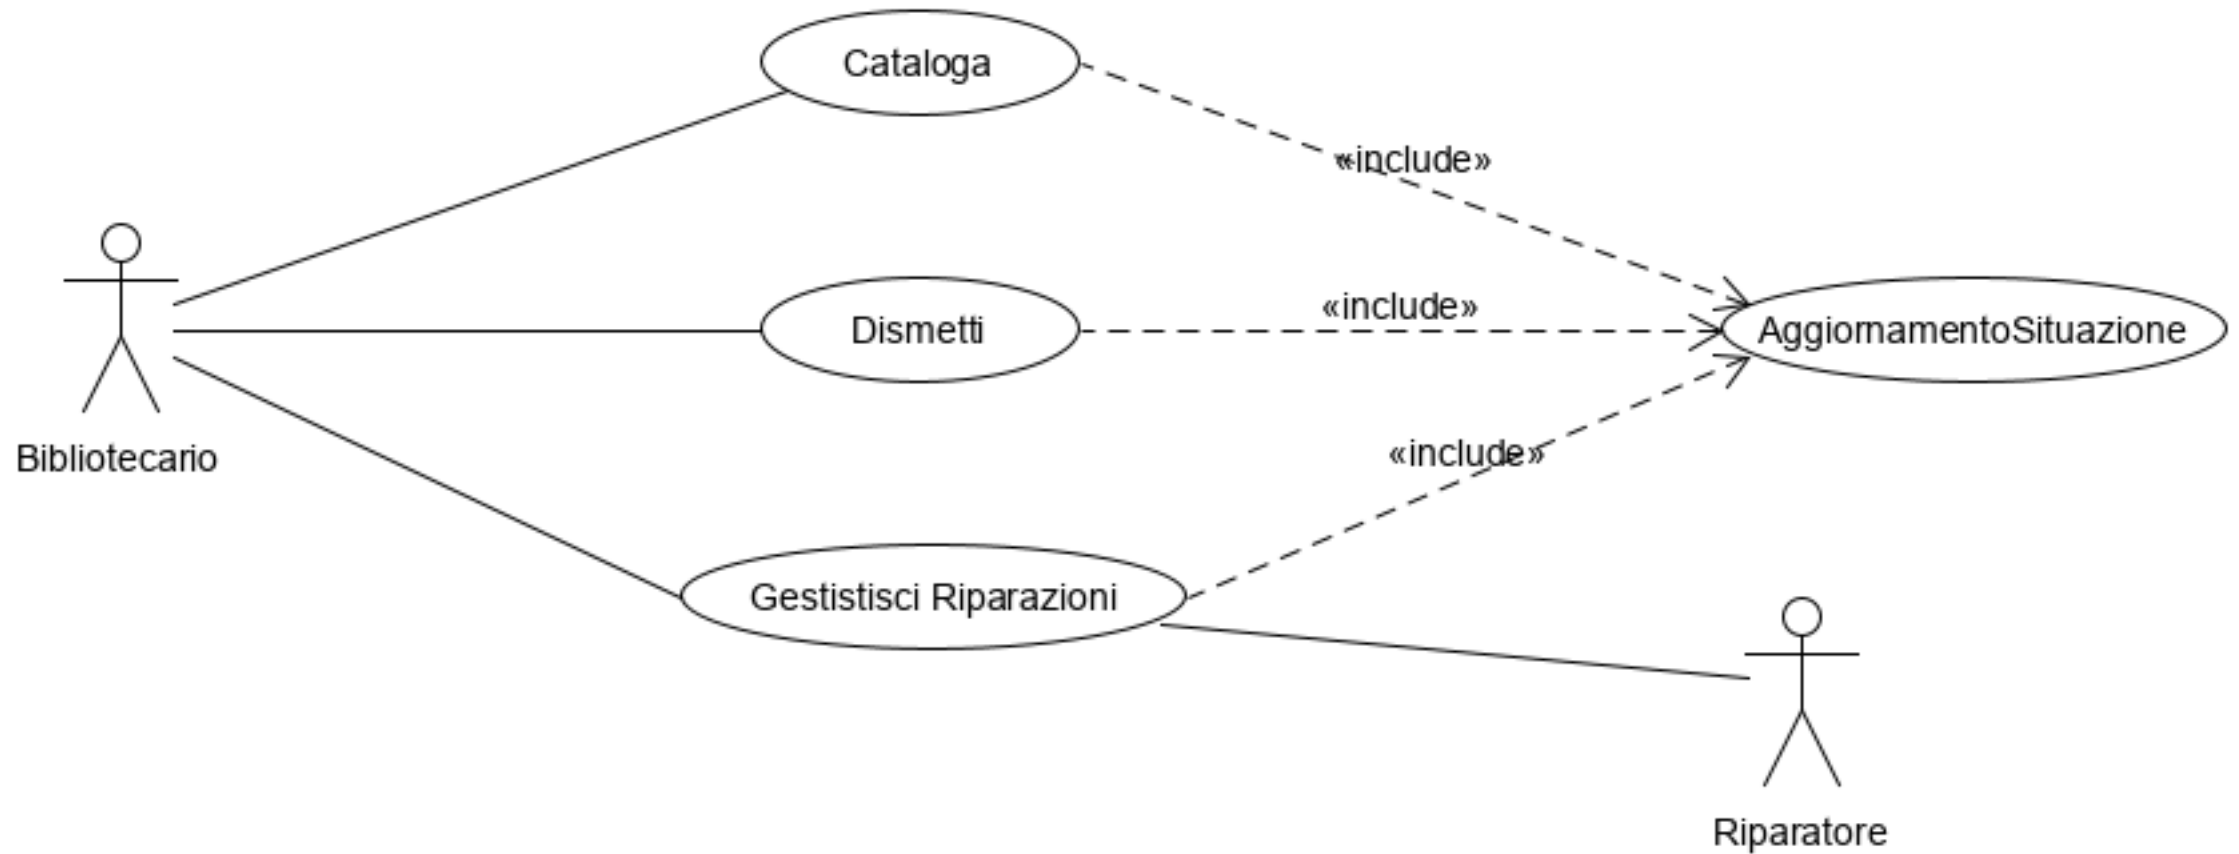 Cataloga
«include»
Bibliotecario
Dismetti
«include»
AggiornamentoSituazione
«include»
Gestistisci Riparazioni
Riparatore